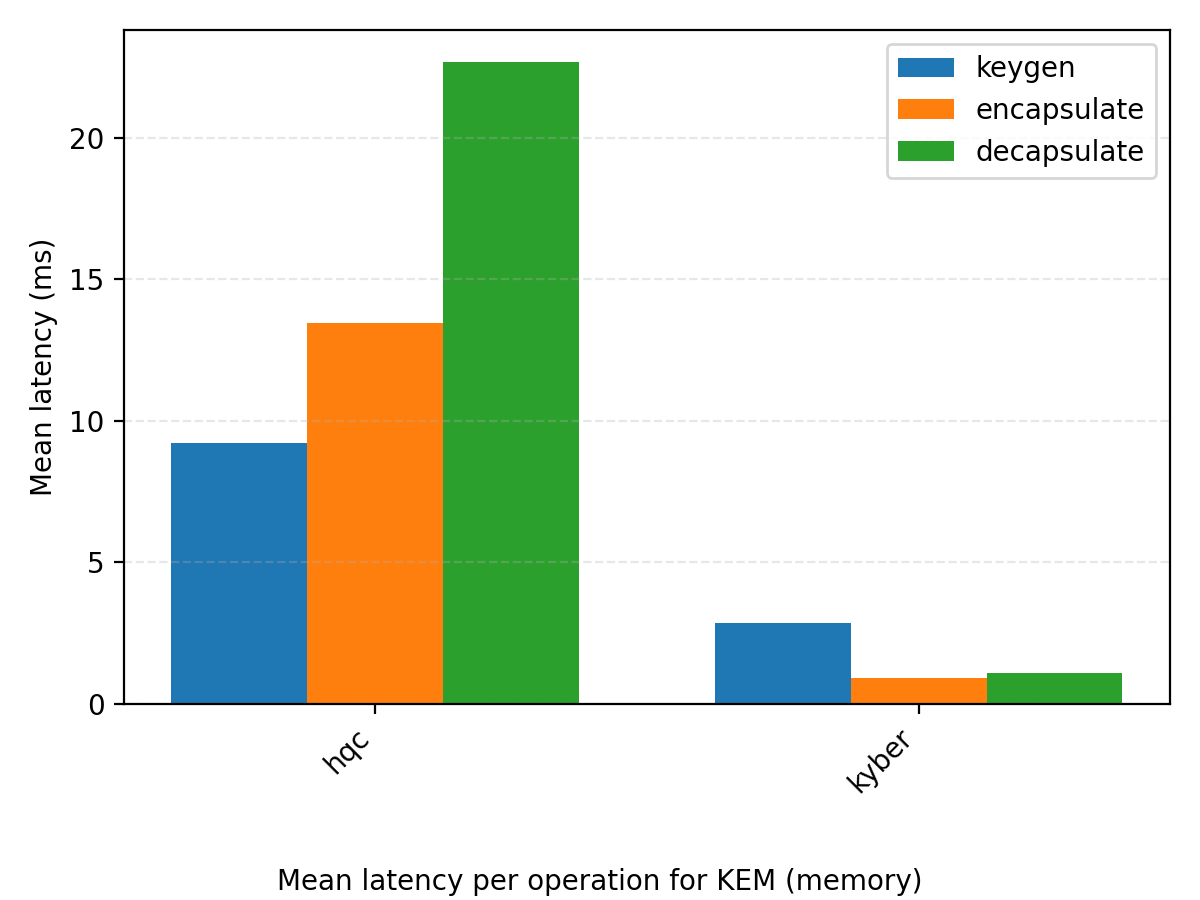 keygen
encapsulate
decapsulate
Mean latency (ms)
20
15
10
5
0
hqc
kyber
Mean latency per operation for KEM (memory)